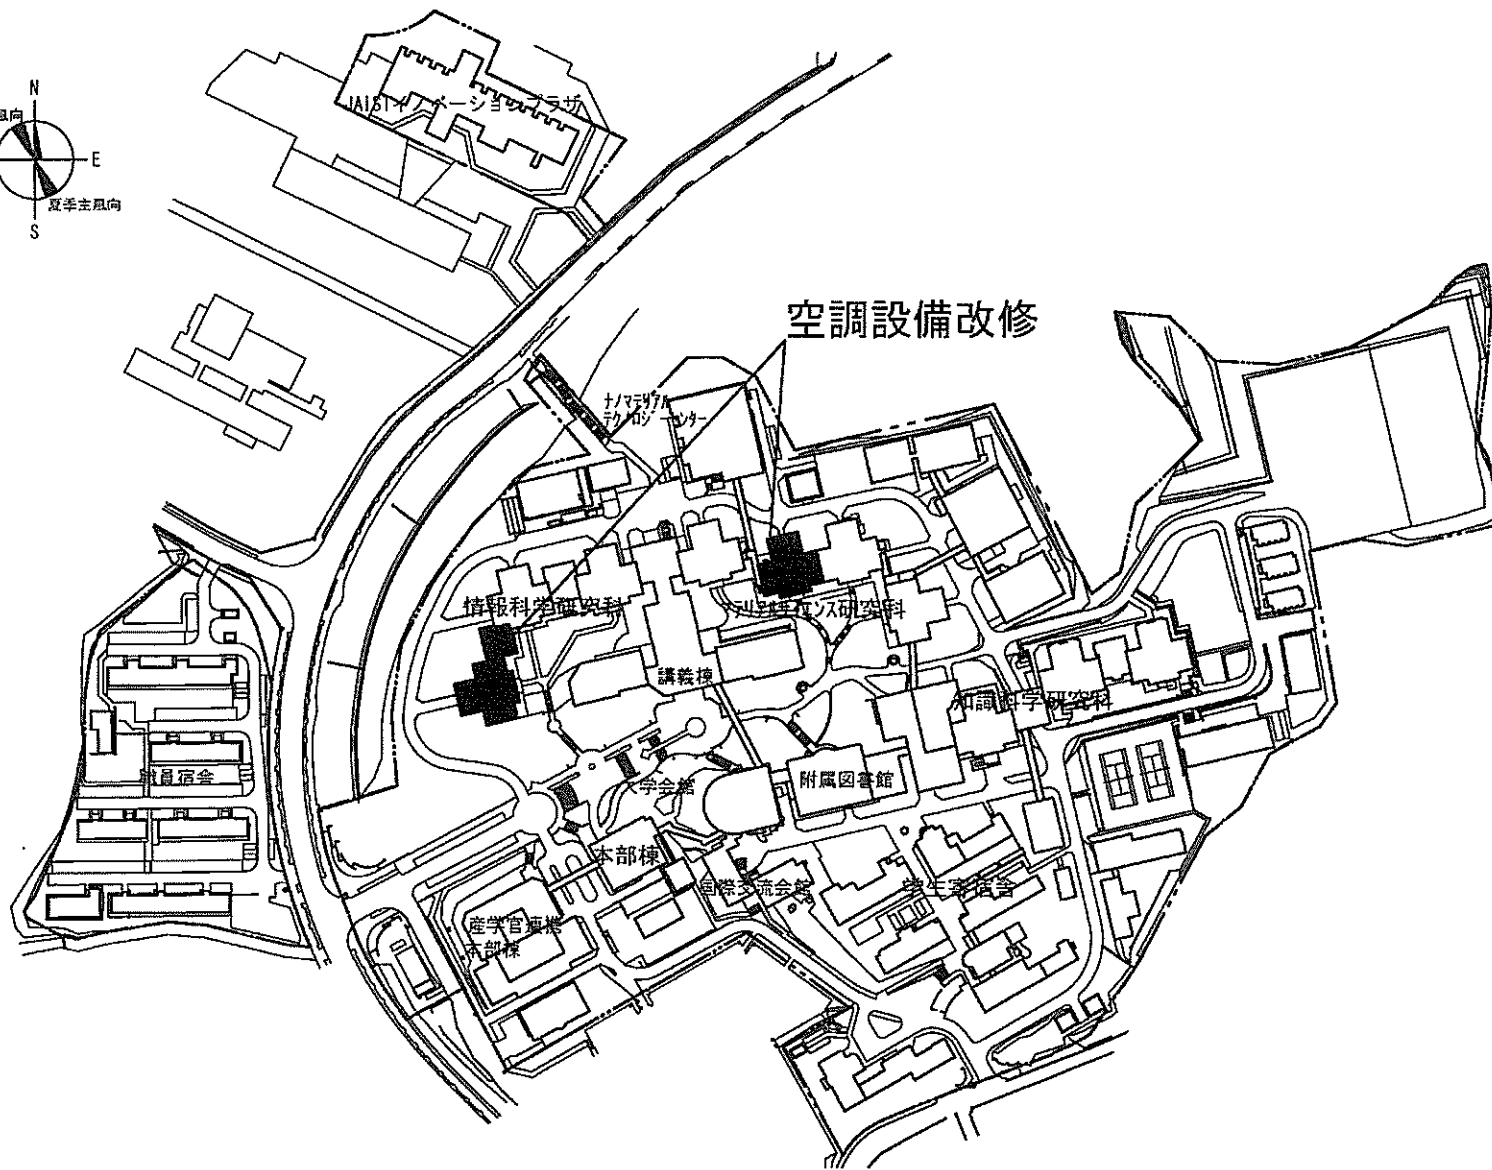 JAISTイノベーションプラザ
N
風向
E
夏季主風向
S
空調設備改修
ナノマテリアル
テクノロジーセンター
情報科学研究科
マテリアルサイエンス研究科
講義棟
知識科学研究科
職員宿舎
大学会館
附属図書館
本部棟
国際交流会館
学生寄宿舎
産学官連携
本部棟